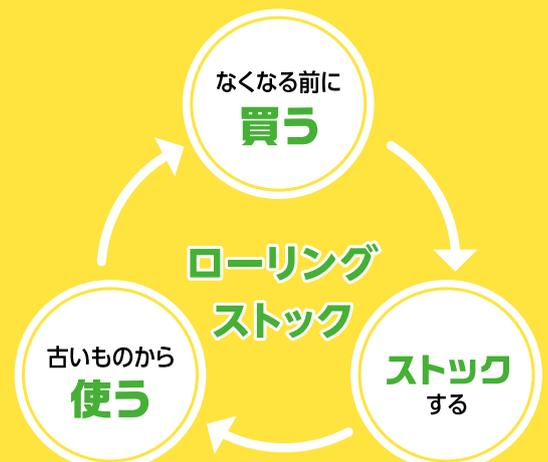 なくなる前に
買う
ローリング
ストック
古いものから
使う
ストック
する